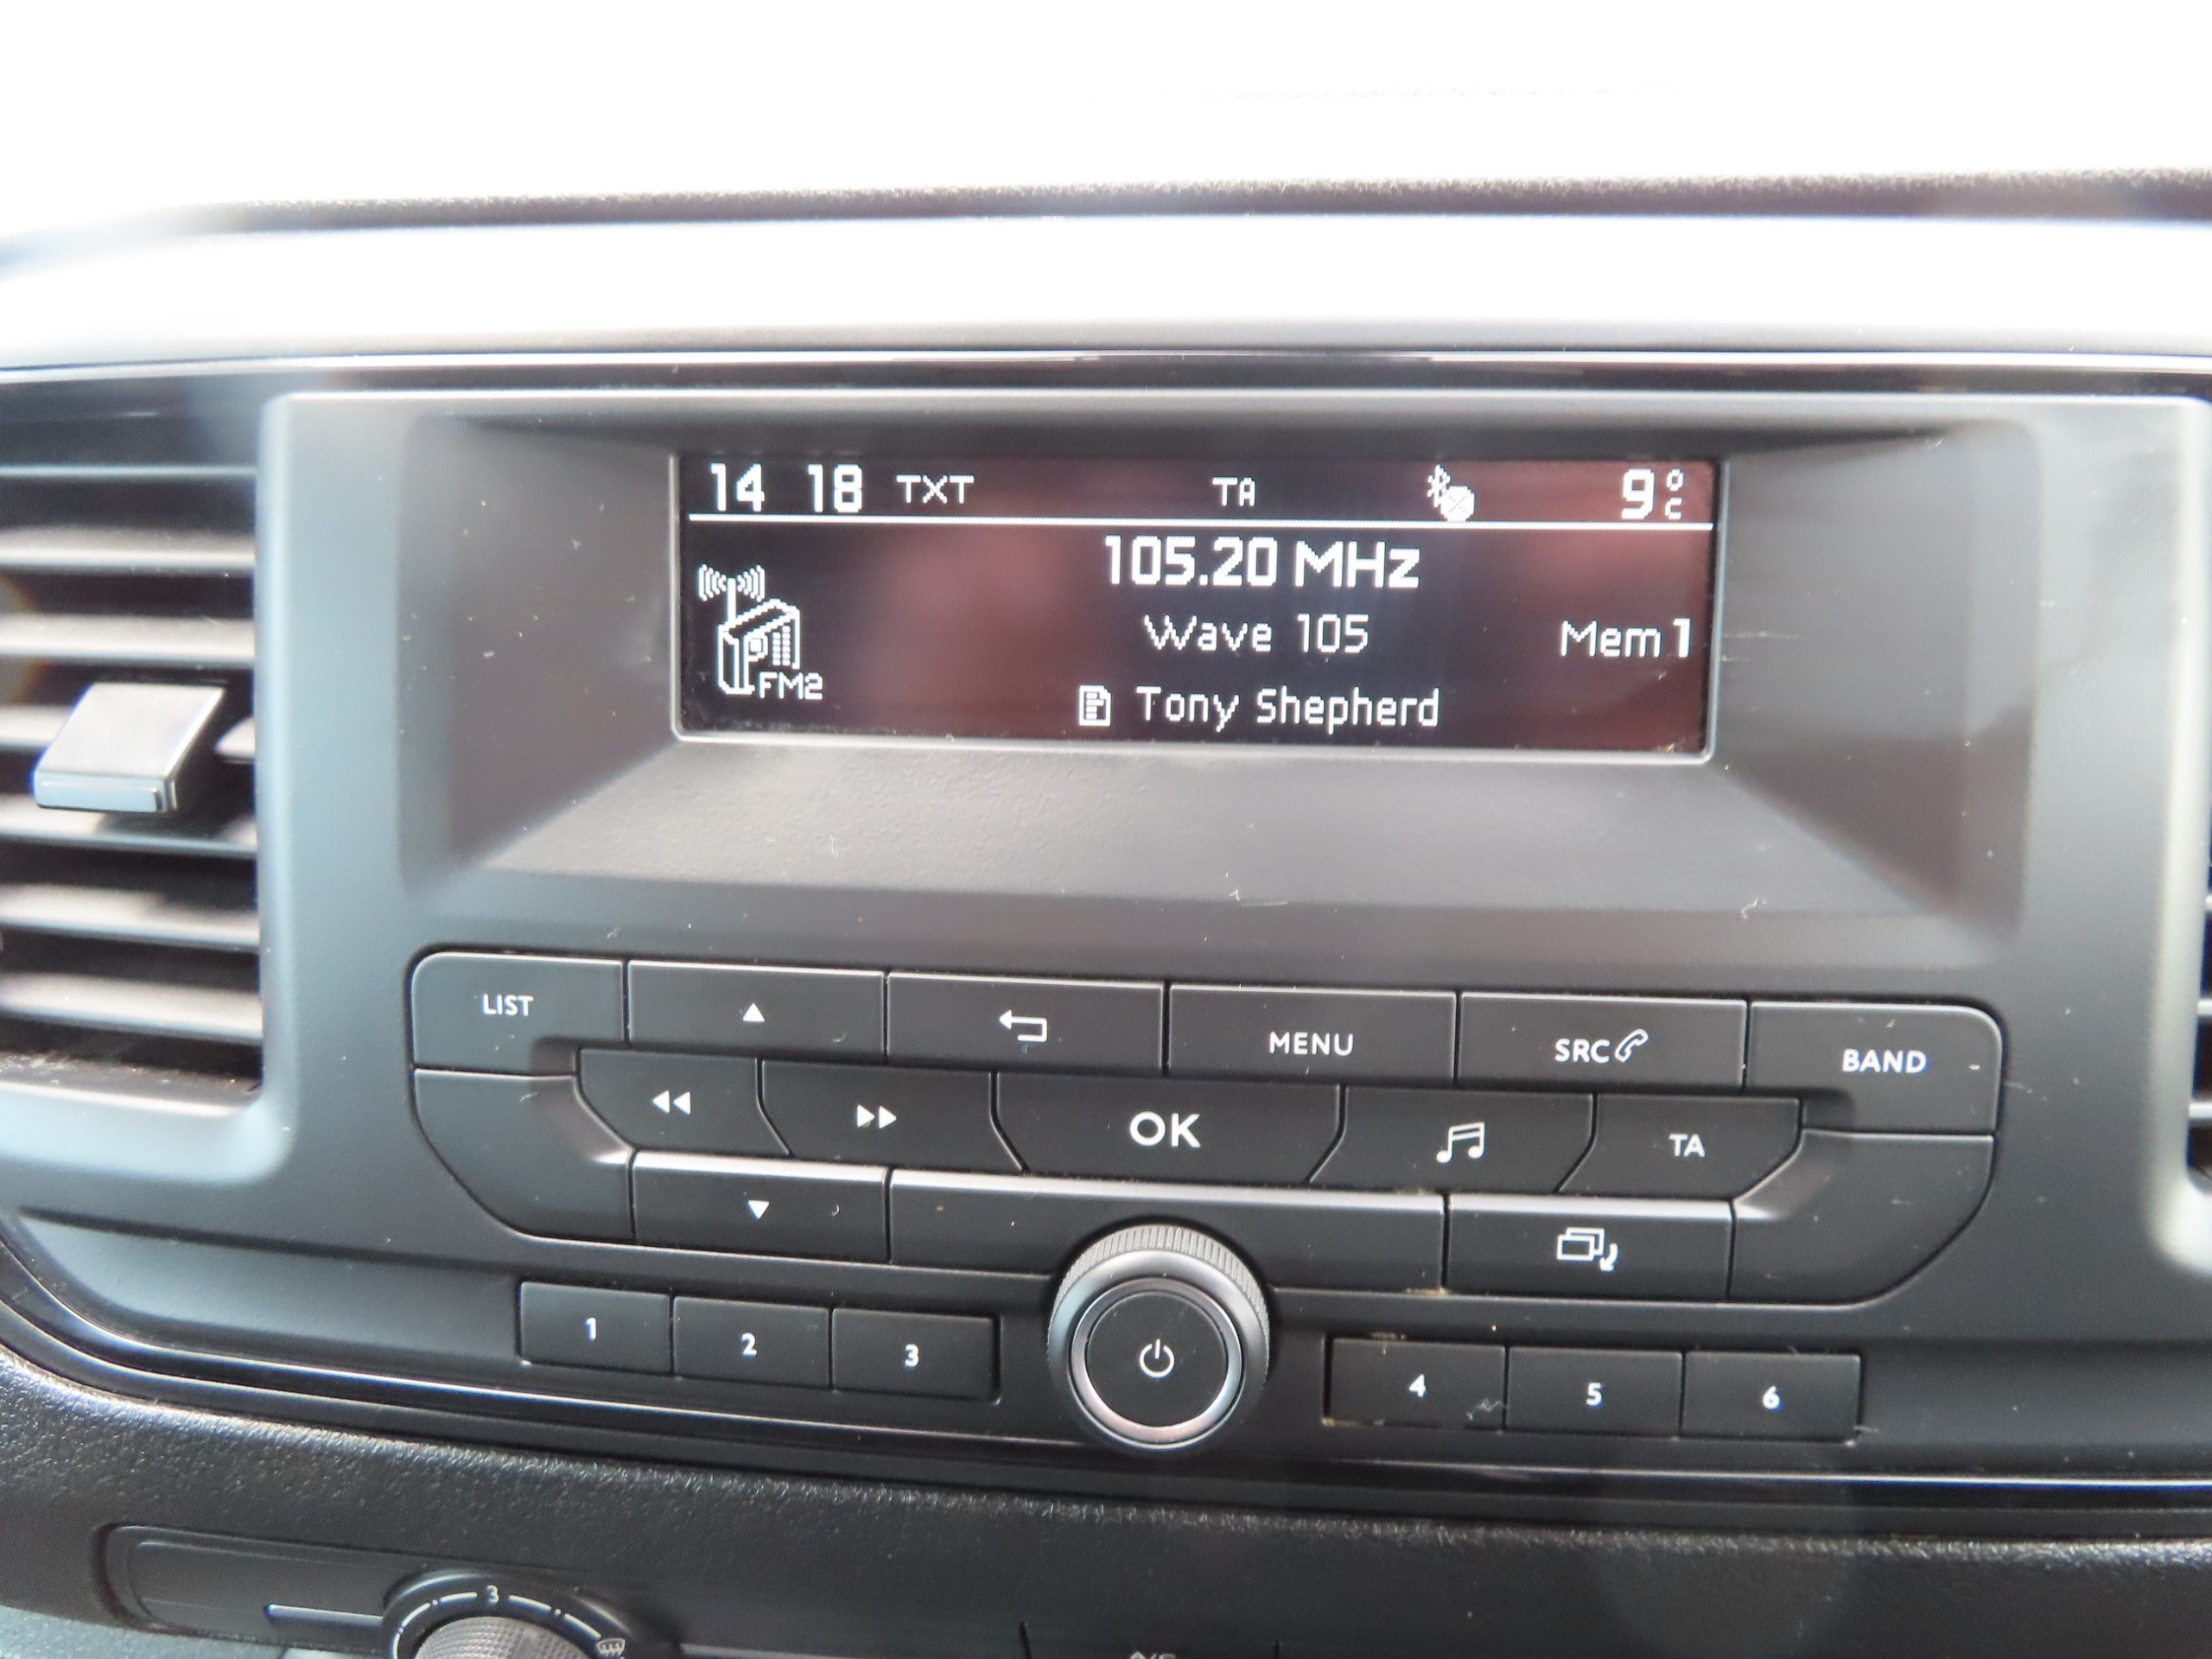 14 18 TXT TA 9°C
105.20 MHz
Wave 105
Mem 1
FM2
Tony Shepherd
LIST
MENU
SRC
BAND
OK
TA
1 2 3
4 5 6
3